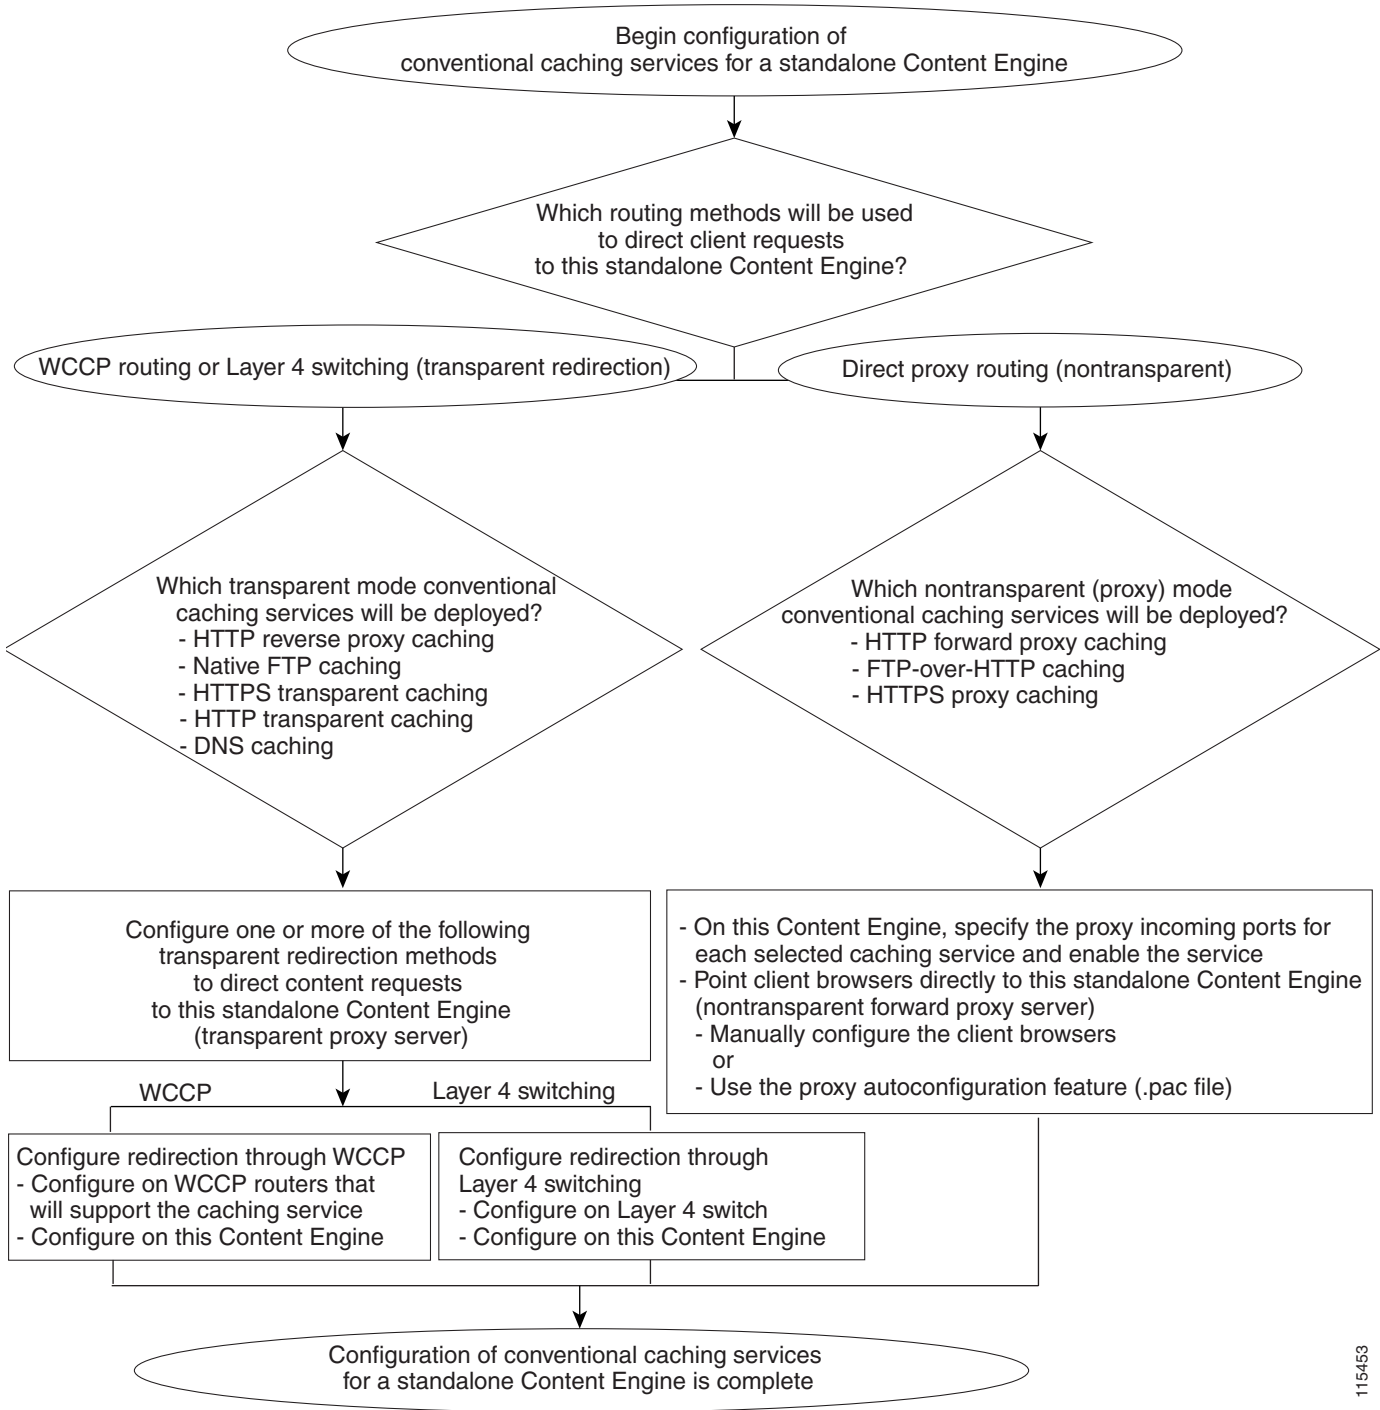 Begin configuration of
conventional caching services for a standalone Content Engine
Which routing methods will be used
to direct client requests
to this standalone Content Engine?
WCCP routing or Layer 4 switching (transparent redirection)
Direct proxy routing (nontransparent)
Which transparent mode conventional
caching services will be deployed?
- HTTP reverse proxy caching
- Native FTP caching
- HTTPS transparent caching
- HTTP transparent caching
- DNS caching
Which nontransparent (proxy) mode
conventional caching services will be deployed?
- HTTP forward proxy caching
- FTP-over-HTTP caching
- HTTPS proxy caching
Configure one or more of the following
transparent redirection methods
to direct content requests
to this standalone Content Engine
(transparent proxy server)
- On this Content Engine, specify the proxy incoming ports for
each selected caching service and enable the service
- Point client browsers directly to this standalone Content Engine
(nontransparent forward proxy server)
- Manually configure the client browsers
or
- Use the proxy autoconfiguration feature (.pac file)
WCCP
Layer 4 switching
Configure redirection through WCCP
- Configure on WCCP routers that
will support the caching service
- Configure on this Content Engine
Configure redirection through
Layer 4 switching
- Configure on Layer 4 switch
- Configure on this Content Engine
Configuration of conventional caching services
for a standalone Content Engine is complete
115453